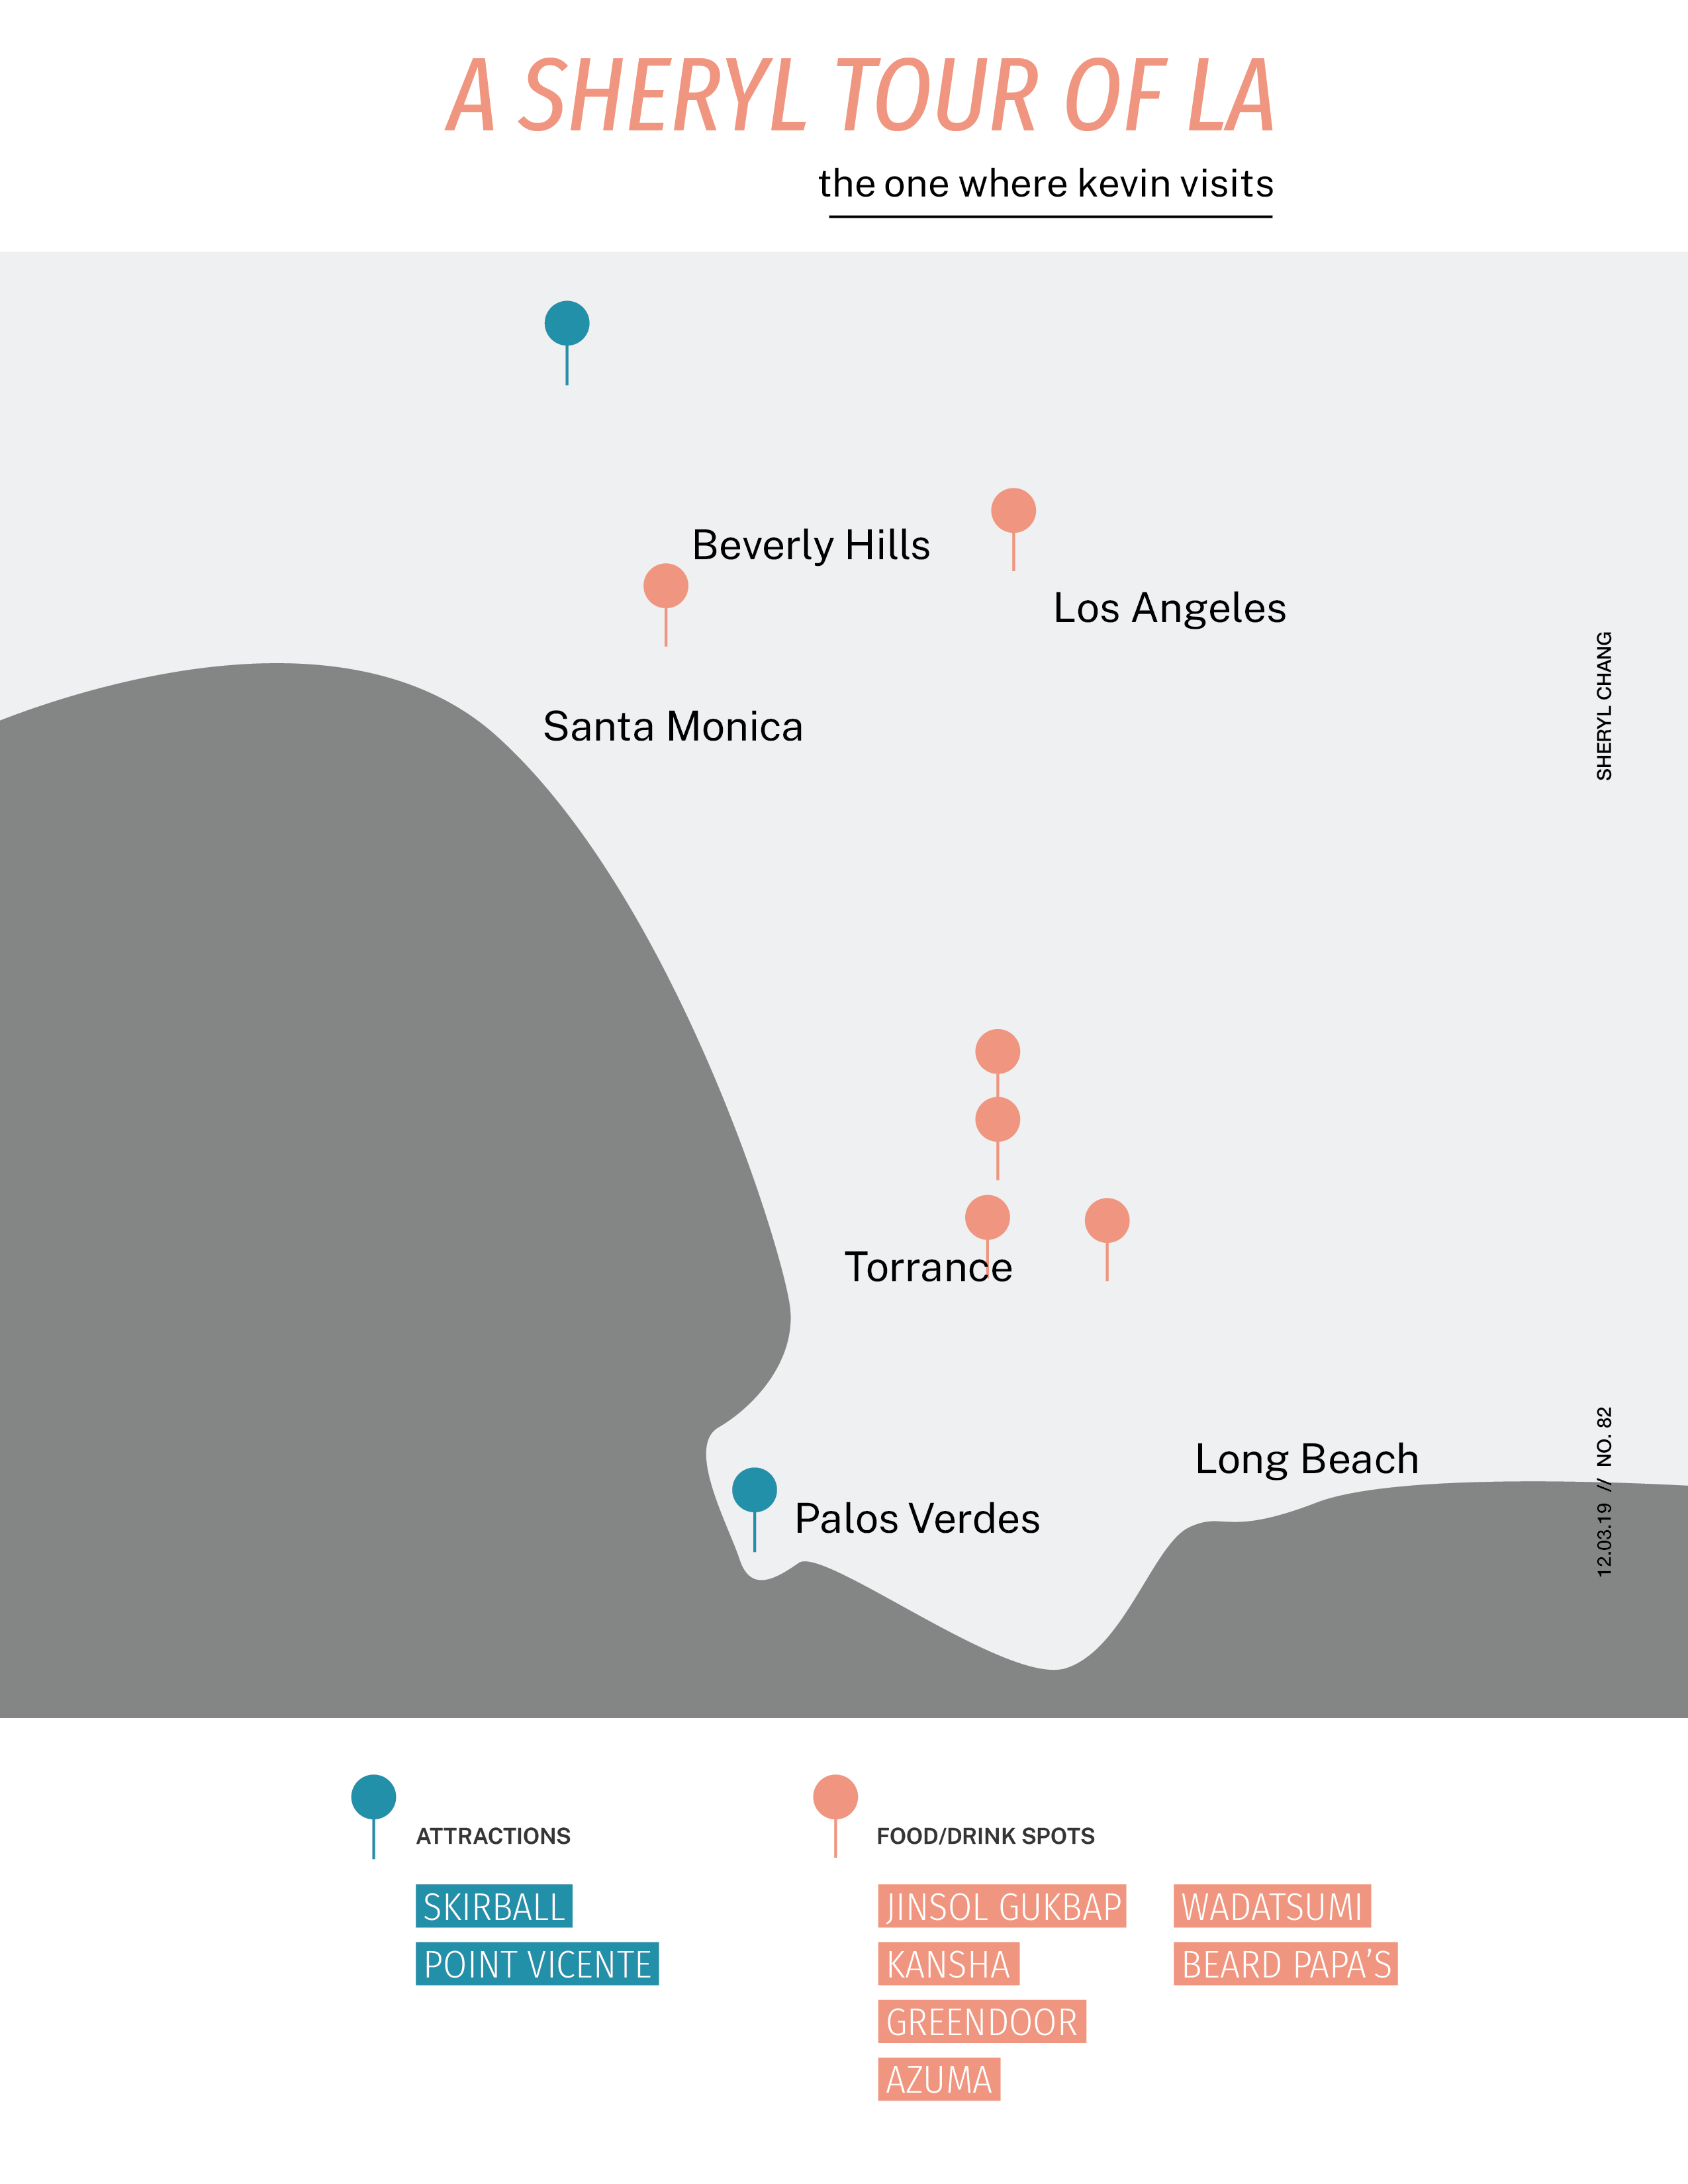 A SHERYL TOUR OF LA
the one where kevin visits
Beverly Hills
Los Angeles
SHERYL CHANG
Santa Monica
Torrance
Long Beach
Palos Verdes
12.03.19 // NO. 82
ATTRACTIONS
SKIRBALL
POINT VICENTE
FOOD/DRINK SPOTS
JINSOL GUKBAP
KANSHA
GREENDOOR
AZUMA
WADATSUMI
BEARD PAPA’S